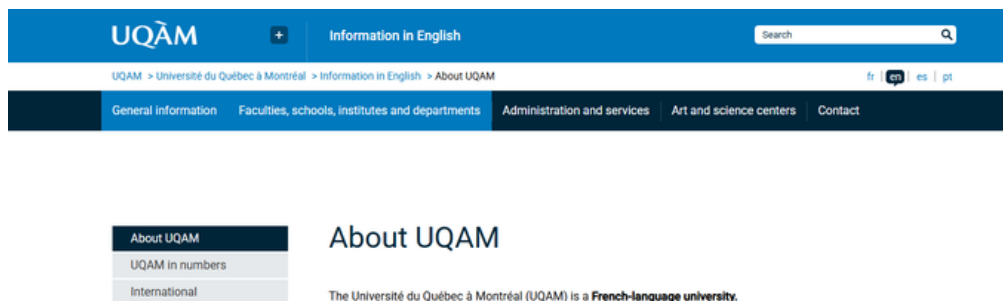 UQÀM + Information in English Search
UQAM > Université du Québec à Montréal > Information in English > About UQAM fr | en | es | pt
General information Faculties, schools, institutes and departments Administration and services Art and science centers Contact
About UQAM
About UQAM
UQAM in numbers
International
The Université du Québec à Montréal (UQAM) is a French-language university.